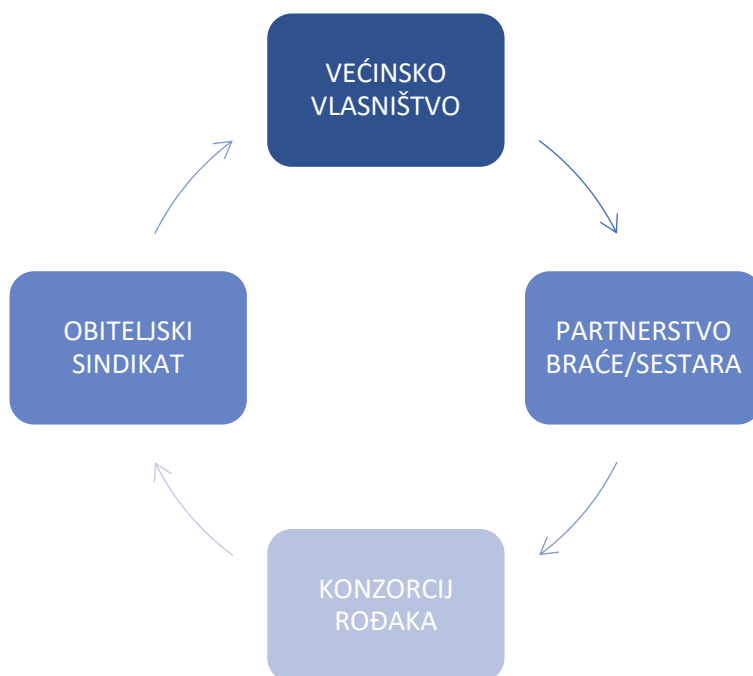 VEĆINSKO
VLASNIŠTVO
OBITELJSKI
SINDIKAT
PARTNERSTVO
BRAĆE/SESTARA
KONZORCIJ
ROĐAKA